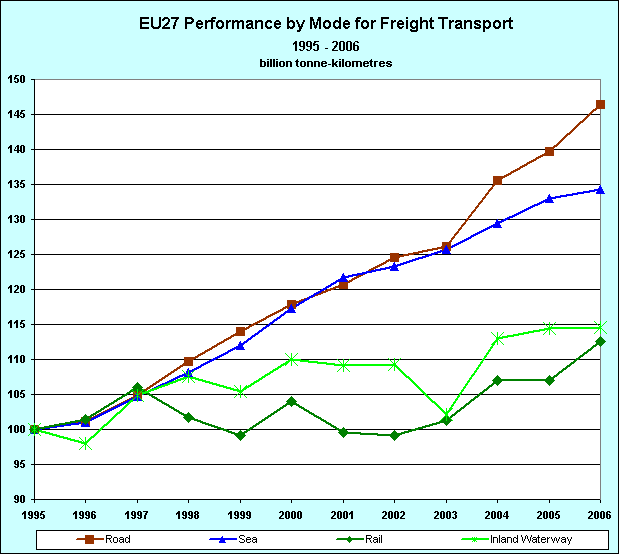 EU27 Performance by Mode for Freight Transport
1995 - 2006
billion tonne-kilometres
150
145
140
135
130
125
120
115
110
105
100
95
90
1995 1996 1997 1998 1999 2000 2001 2002 2003 2004 2005 2006
Road Sea Rail Inland Waterway